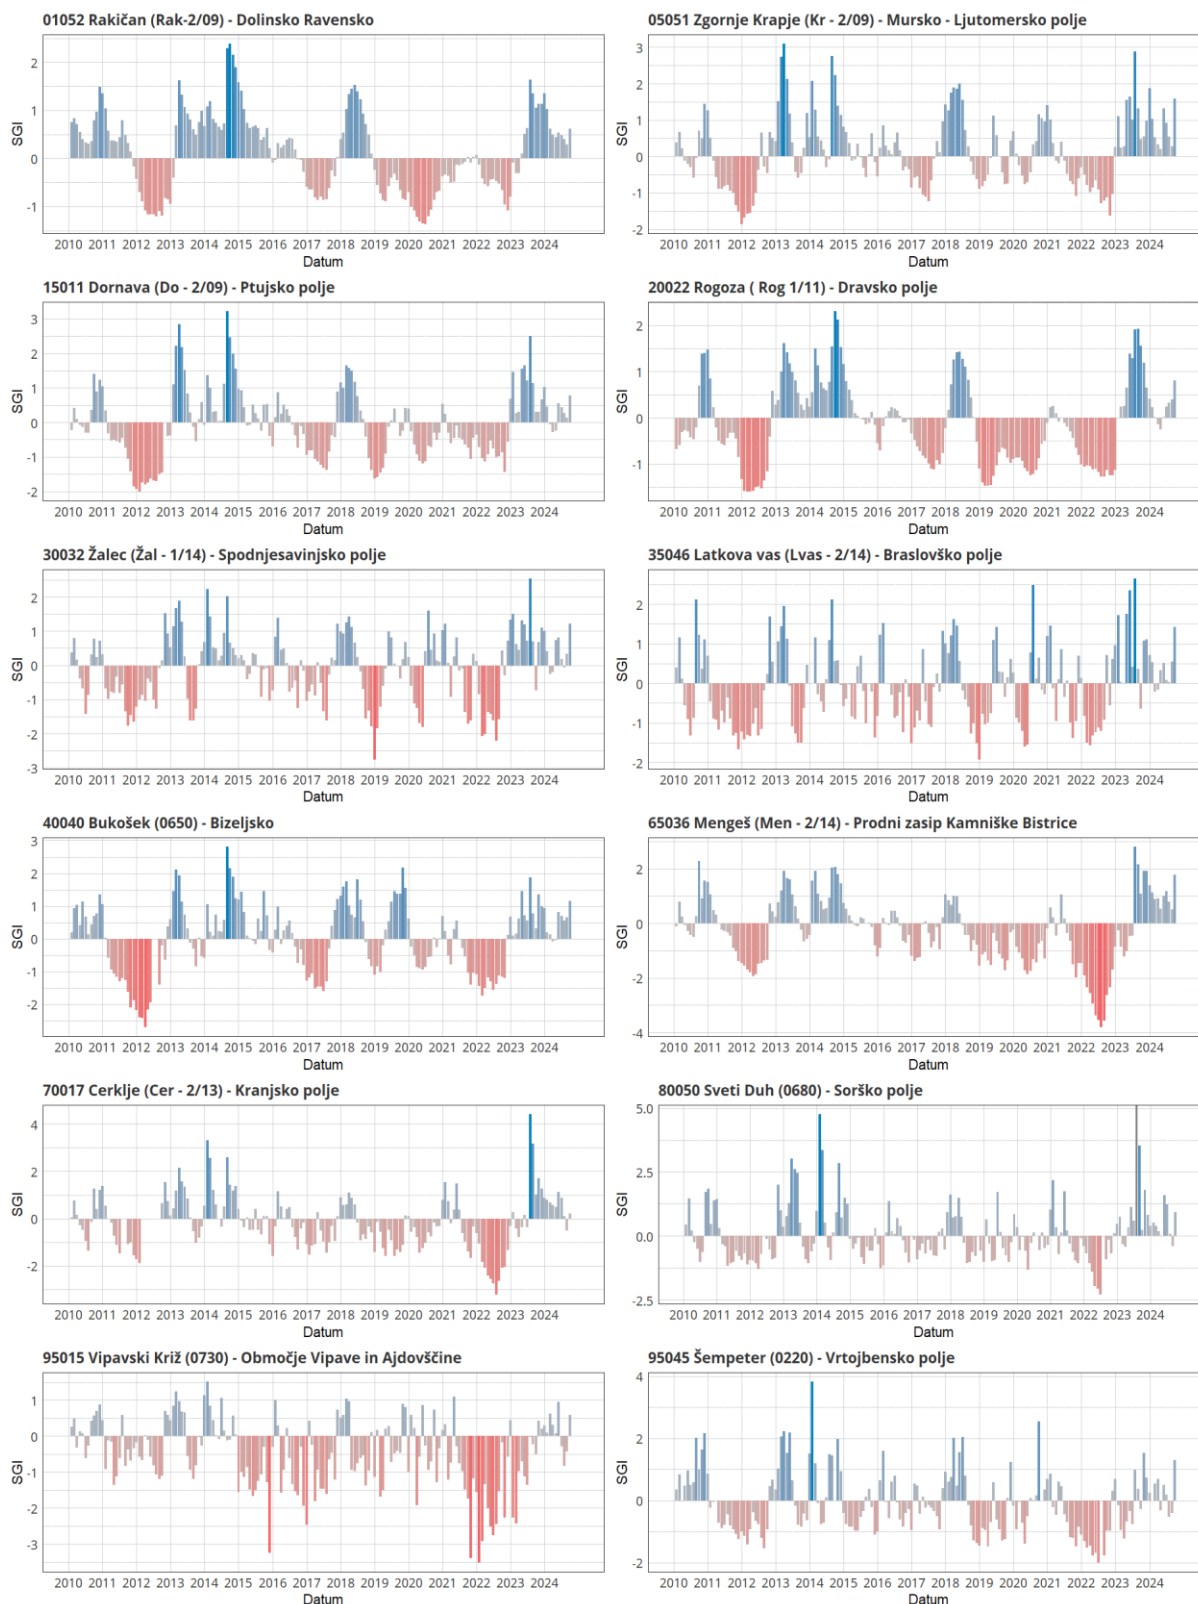 01052 Rakičan (Rak-2/09) - Dolinsko Ravensko
SGI
2
1
0
-1
2010 2011 2012 2013 2014 2015 2016 2017 2018 2019 2020 2021 2022 2023 2024
Datum
05051 Zgornje Krapje (Kr - 2/09) - Mursko - Ljutomersko polje
SGI
3
2
1
0
-1
-2
2010 2011 2012 2013 2014 2015 2016 2017 2018 2019 2020 2021 2022 2023 2024
Datum
15011 Dornava (Do - 2/09) - Ptujsko polje
SGI
3
2
1
0
-1
-2
2010 2011 2012 2013 2014 2015 2016 2017 2018 2019 2020 2021 2022 2023 2024
Datum
20022 Rogoza ( Rog 1/11) - Dravsko polje
SGI
2
1
0
-1
2010 2011 2012 2013 2014 2015 2016 2017 2018 2019 2020 2021 2022 2023 2024
Datum
30032 Žalec (Žal - 1/14) - Spodnjesavinjsko polje
SGI
2
1
0
-1
-2
-3
2010 2011 2012 2013 2014 2015 2016 2017 2018 2019 2020 2021 2022 2023 2024
Datum
35046 Latkova vas (Lvas - 2/14) - Braslovško polje
SGI
2
1
0
-1
-2
2010 2011 2012 2013 2014 2015 2016 2017 2018 2019 2020 2021 2022 2023 2024
Datum
40040 Bukošek (0650) - Bizeljsko
SGI
3
2
1
0
-1
-2
2010 2011 2012 2013 2014 2015 2016 2017 2018 2019 2020 2021 2022 2023 2024
Datum
65036 Mengeš (Men - 2/14) - Prodni zasip Kamniške Bistrice
SGI
2
0
-2
-4
2010 2011 2012 2013 2014 2015 2016 2017 2018 2019 2020 2021 2022 2023 2024
Datum
70017 Cerklje (Cer - 2/13) - Kranjsko polje
SGI
4
2
0
-2
2010 2011 2012 2013 2014 2015 2016 2017 2018 2019 2020 2021 2022 2023 2024
Datum
80050 Sveti Duh (0680) - Sorško polje
SGI
5.0
2.5
0.0
-2.5
2010 2011 2012 2013 2014 2015 2016 2017 2018 2019 2020 2021 2022 2023 2024
Datum
95015 Vipavski Križ (0730) - Območje Vipave in Ajdovščine
SGI
1
0
-1
-2
-3
2010 2011 2012 2013 2014 2015 2016 2017 2018 2019 2020 2021 2022 2023 2024
Datum
95045 Šempeter (0220) - Vrtojbensko polje
SGI
4
2
0
-2
2010 2011 2012 2013 2014 2015 2016 2017 2018 2019 2020 2021 2022 2023 2024
Datum